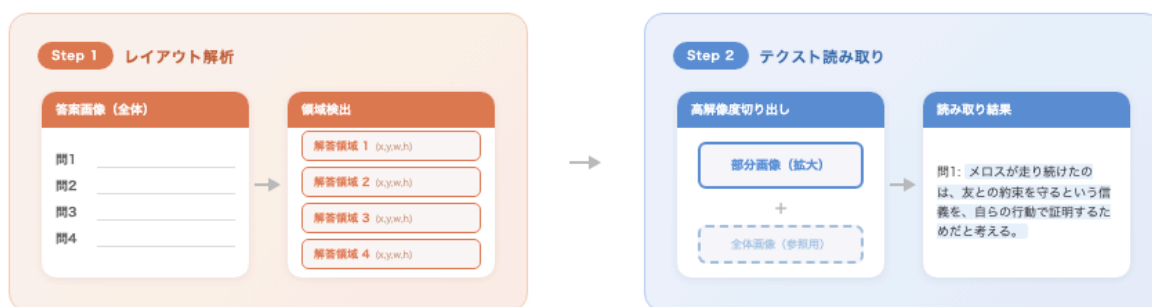 Step 1 レイアウト解析
答案画像（全体）
問1
問2
問3
問4
領域検出
解答領域 1 (x,y,w,h)
解答領域 2 (x,y,w,h)
解答領域 3 (x,y,w,h)
解答領域 4 (x,y,w,h)
Step 2 テクスト読み取り
高解像度切り出し
部分画像（拡大）
+
全体画像（参照用）
読み取り結果
問1: メロスが走り続けたの
は、友との約束を守るという信
義を、自らの行動で証明するた
めだと考える。